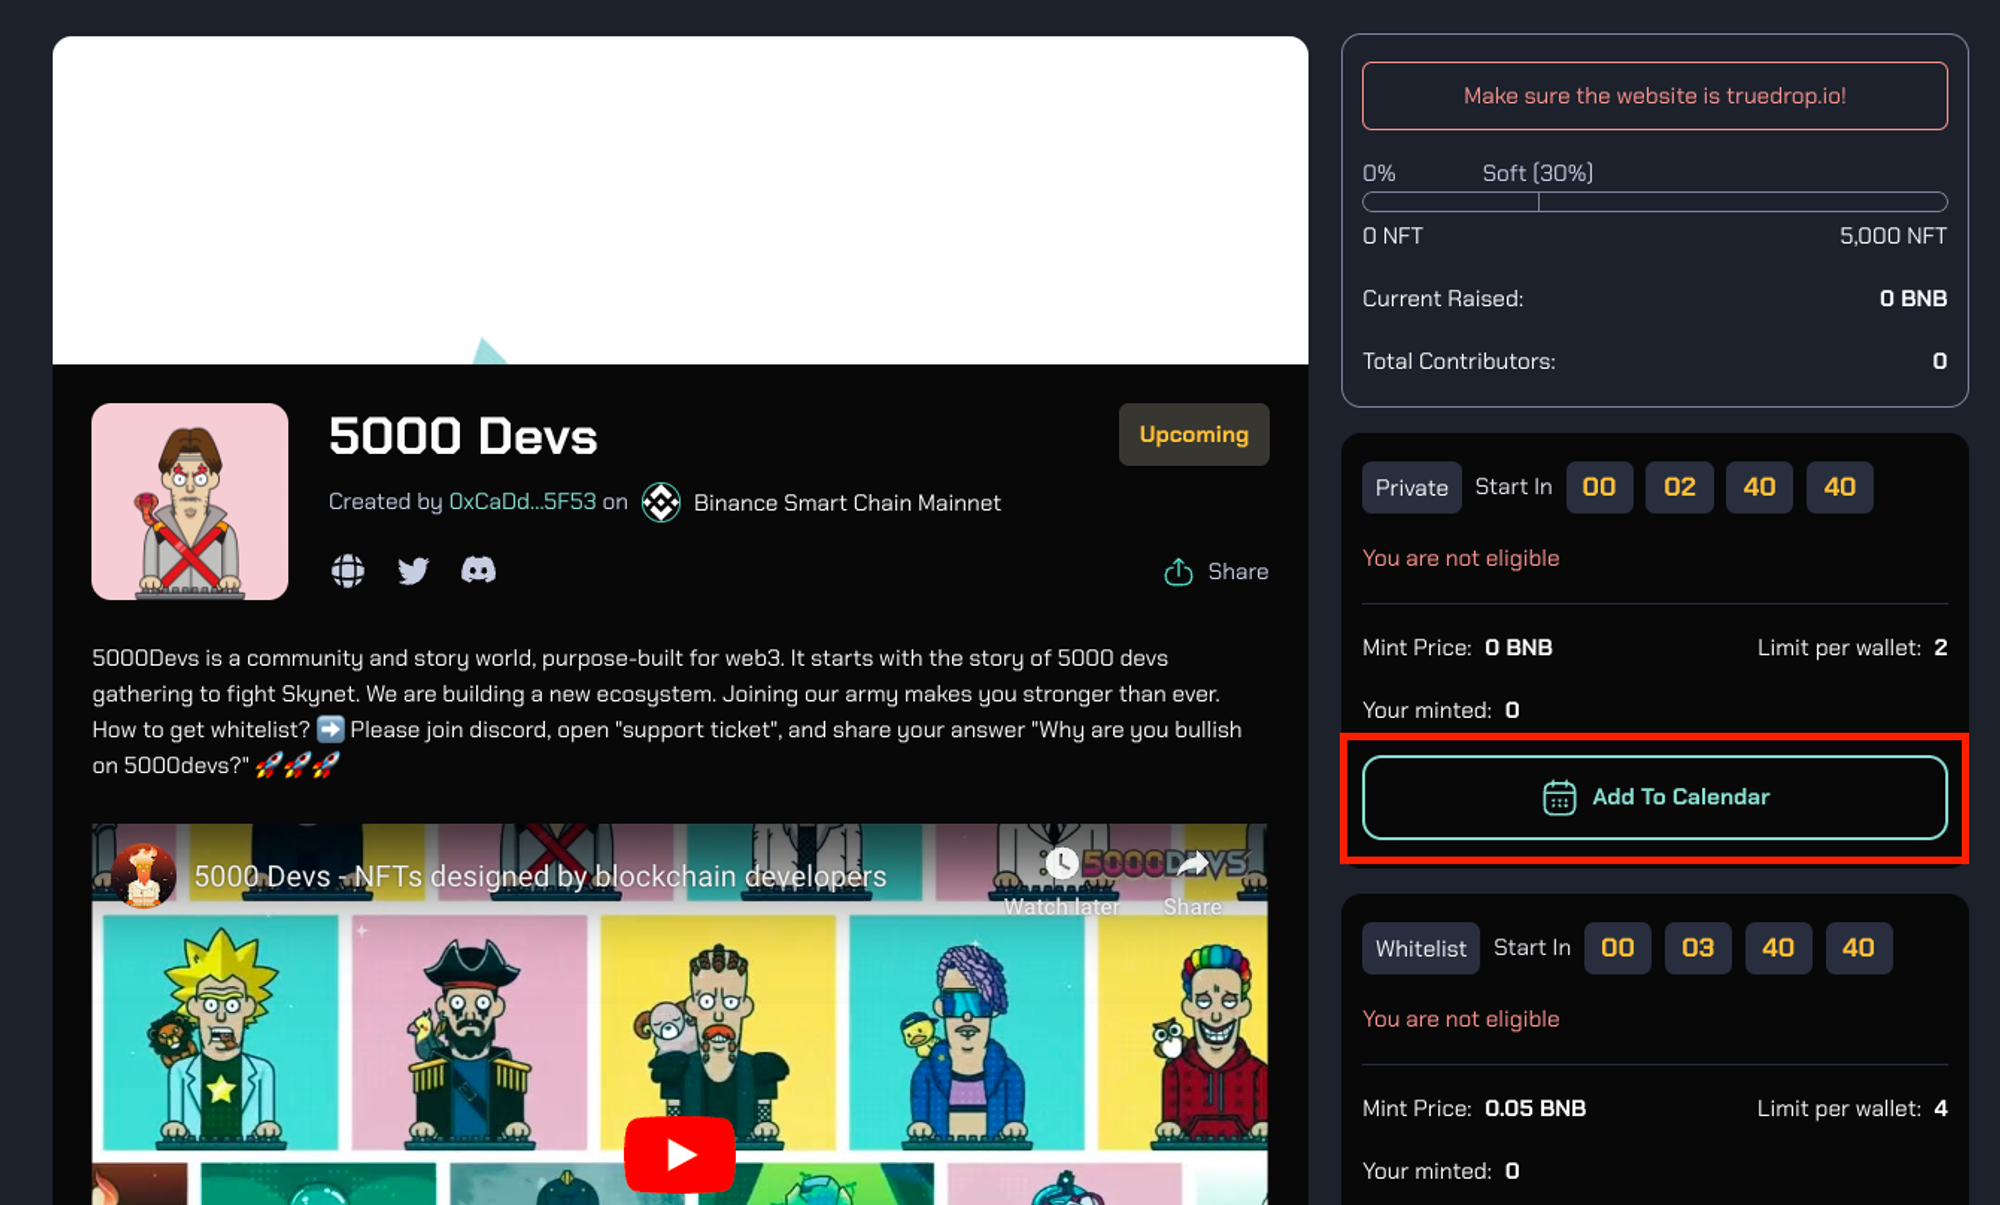 Make sure the website is truedrop.io!
0% Soft (30%)
0 NFT 5,000 NFT
Current Raised: 0 BNB
Total Contributors: 0
5000 Devs
Upcoming
Created by 0xCaDd...5F53 on Binance Smart Chain Mainnet
Share
5000Devs is a community and story world, purpose-built for web3. It starts with the story of 5000 devs
gathering to fight Skynet. We are building a new ecosystem. Joining our army makes you stronger than ever.
How to get whitelist? ➡️ Please join discord, open "support ticket", and share your answer "Why are you bullish
on 5000devs?" 🚀🚀🚀
5000 Devs - NFTs designed by blockchain developers
5000DEVS
Watch later Share
Private Start In 00 02 40 40
You are not eligible
Mint Price: 0 BNB Limit per wallet: 2
Your minted: 0
Add To Calendar
Whitelist Start In 00 03 40 40
You are not eligible
Mint Price: 0.05 BNB Limit per wallet: 4
Your minted: 0